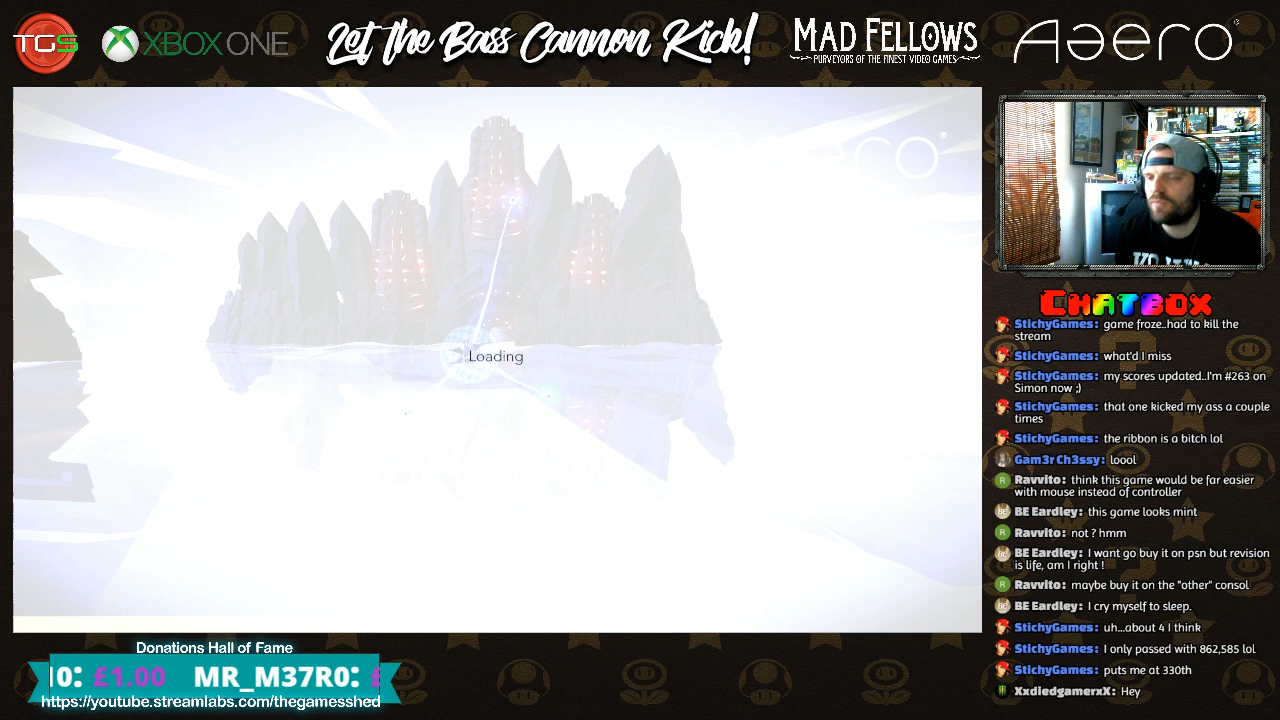 TGS XBOX ONE Let The Bass Cannon Kick! MAD FELLOWS Aaero®
PURVEYORS OF THE FINEST VIDEO GAMES
ero®
Loading
CHATBOX
StichyGames: game froze..had to kill the
stream
StichyGames: what'd I miss
StichyGames: my scores updated..I'm #263 on
Simon now ;)
StichyGames: that one kicked my ass a couple
times
StichyGames: the ribbon is a bitch lol
Gam3rCh3ssy: loool
Ravvito: think this game would be far easier
with mouse instead of controller
BE Eardley: this game looks mint
Ravvito: not ? hmm
BE Eardley: I want go buy it on psn but revision
is life, am I right !
Ravvito: maybe buy it on the "other" consol
BE Eardley: I cry myself to sleep.
StichyGames: uh...about 4 I think
StichyGames: I only passed with 862,585 lol
StichyGames: puts me at 330th
XxdiedgamerxX: Hey
Donations Hall of Fame
0: £1.00 MR_M37R0: £
https://youtube.streamlabs.com/thegamesshed